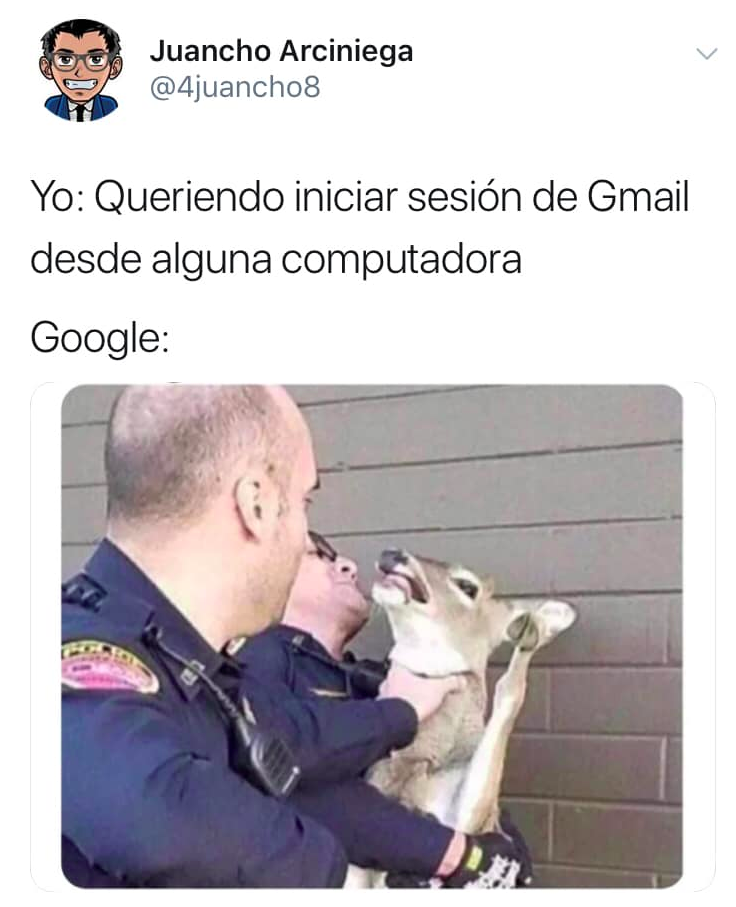 Juancho Arciniega
@4juancho8
Yo: Queriendo iniciar sesión de Gmail
desde alguna computadora
Google: